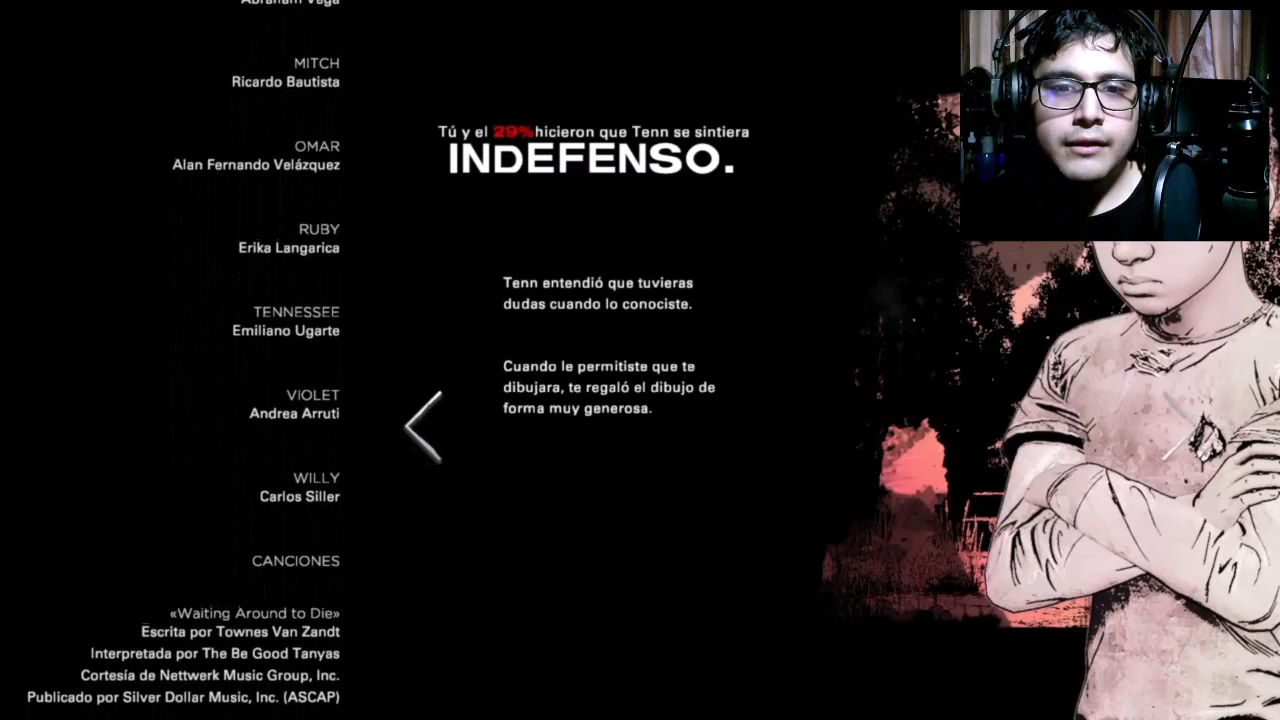 Abraham Vega
MITCH
Ricardo Bautista
OMAR
Alan Fernando Velázquez
RUBY
Erika Langarica
TENNESSEE
Emiliano Ugarte
VIOLET
Andrea Arruti
WILLY
Carlos Siller
CANCIONES
«Waiting Around to Die»
Escrita por Townes Van Zandt
Interpretada por The Be Good Tanyas
Cortesía de Nettwerk Music Group, Inc.
Publicado por Silver Dollar Music, Inc. (ASCAP)
Tú y el 29%hicieron que Tenn se sintiera
INDEFENSO.
Tenn entendió que tuvieras
dudas cuando lo conociste.
Cuando le permitiste que te
dibujara, te regaló el dibujo de
forma muy generosa.